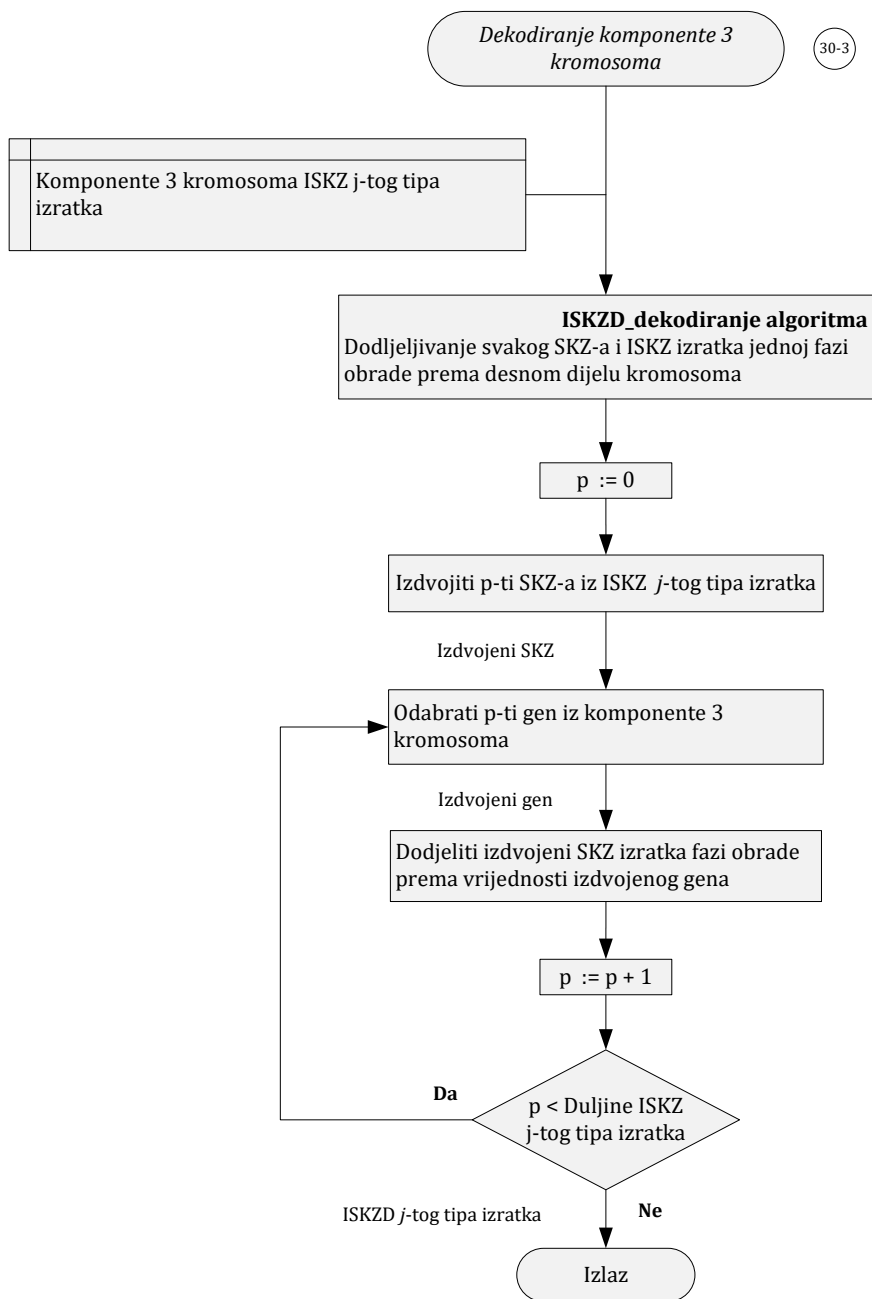 Dekodiranje komponente 3
kromosoma
30-3
Komponente 3 kromosoma ISKZ j-tog tipa
izratka
ISKZD_dekodiranje algoritma
Dodljeljivanje svakog SKZ-a i ISKZ izratka jednoj fazi
obrade prema desnom dijelu kromosoma
p := 0
Izdvojiti p-ti SKZ-a iz ISKZ j-tog tipa izratka
Izdvojeni SKZ
Odabrati p-ti gen iz komponente 3
kromosoma
Izdvojeni gen
Dodjeliti izdvojeni SKZ izratka fazi obrade
prema vrijednosti izdvojenog gena
p := p + 1
Da
p < Duljine ISKZ
j-tog tipa izratka
ISKZD j-tog tipa izratka
Ne
Izlaz